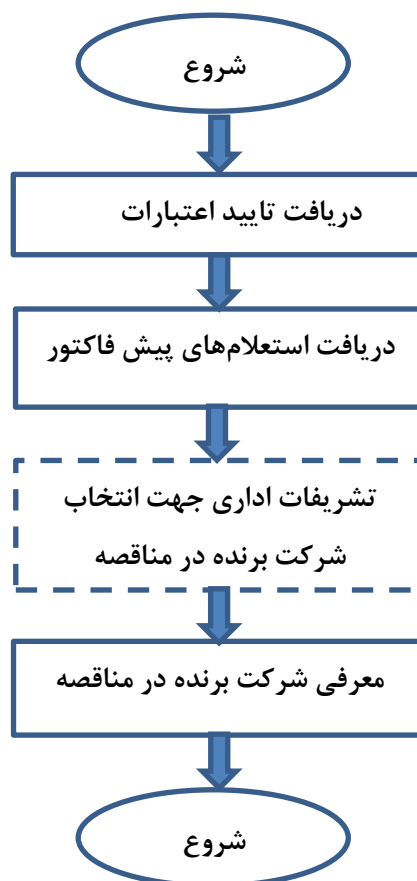 شروع
دریافت تایید اعتبارات
دریافت استعلام‌های پیش فاکتور
تشریفات اداری جهت انتخاب
شرکت برنده در مناقصه
معرفی شرکت برنده در مناقصه
شروع